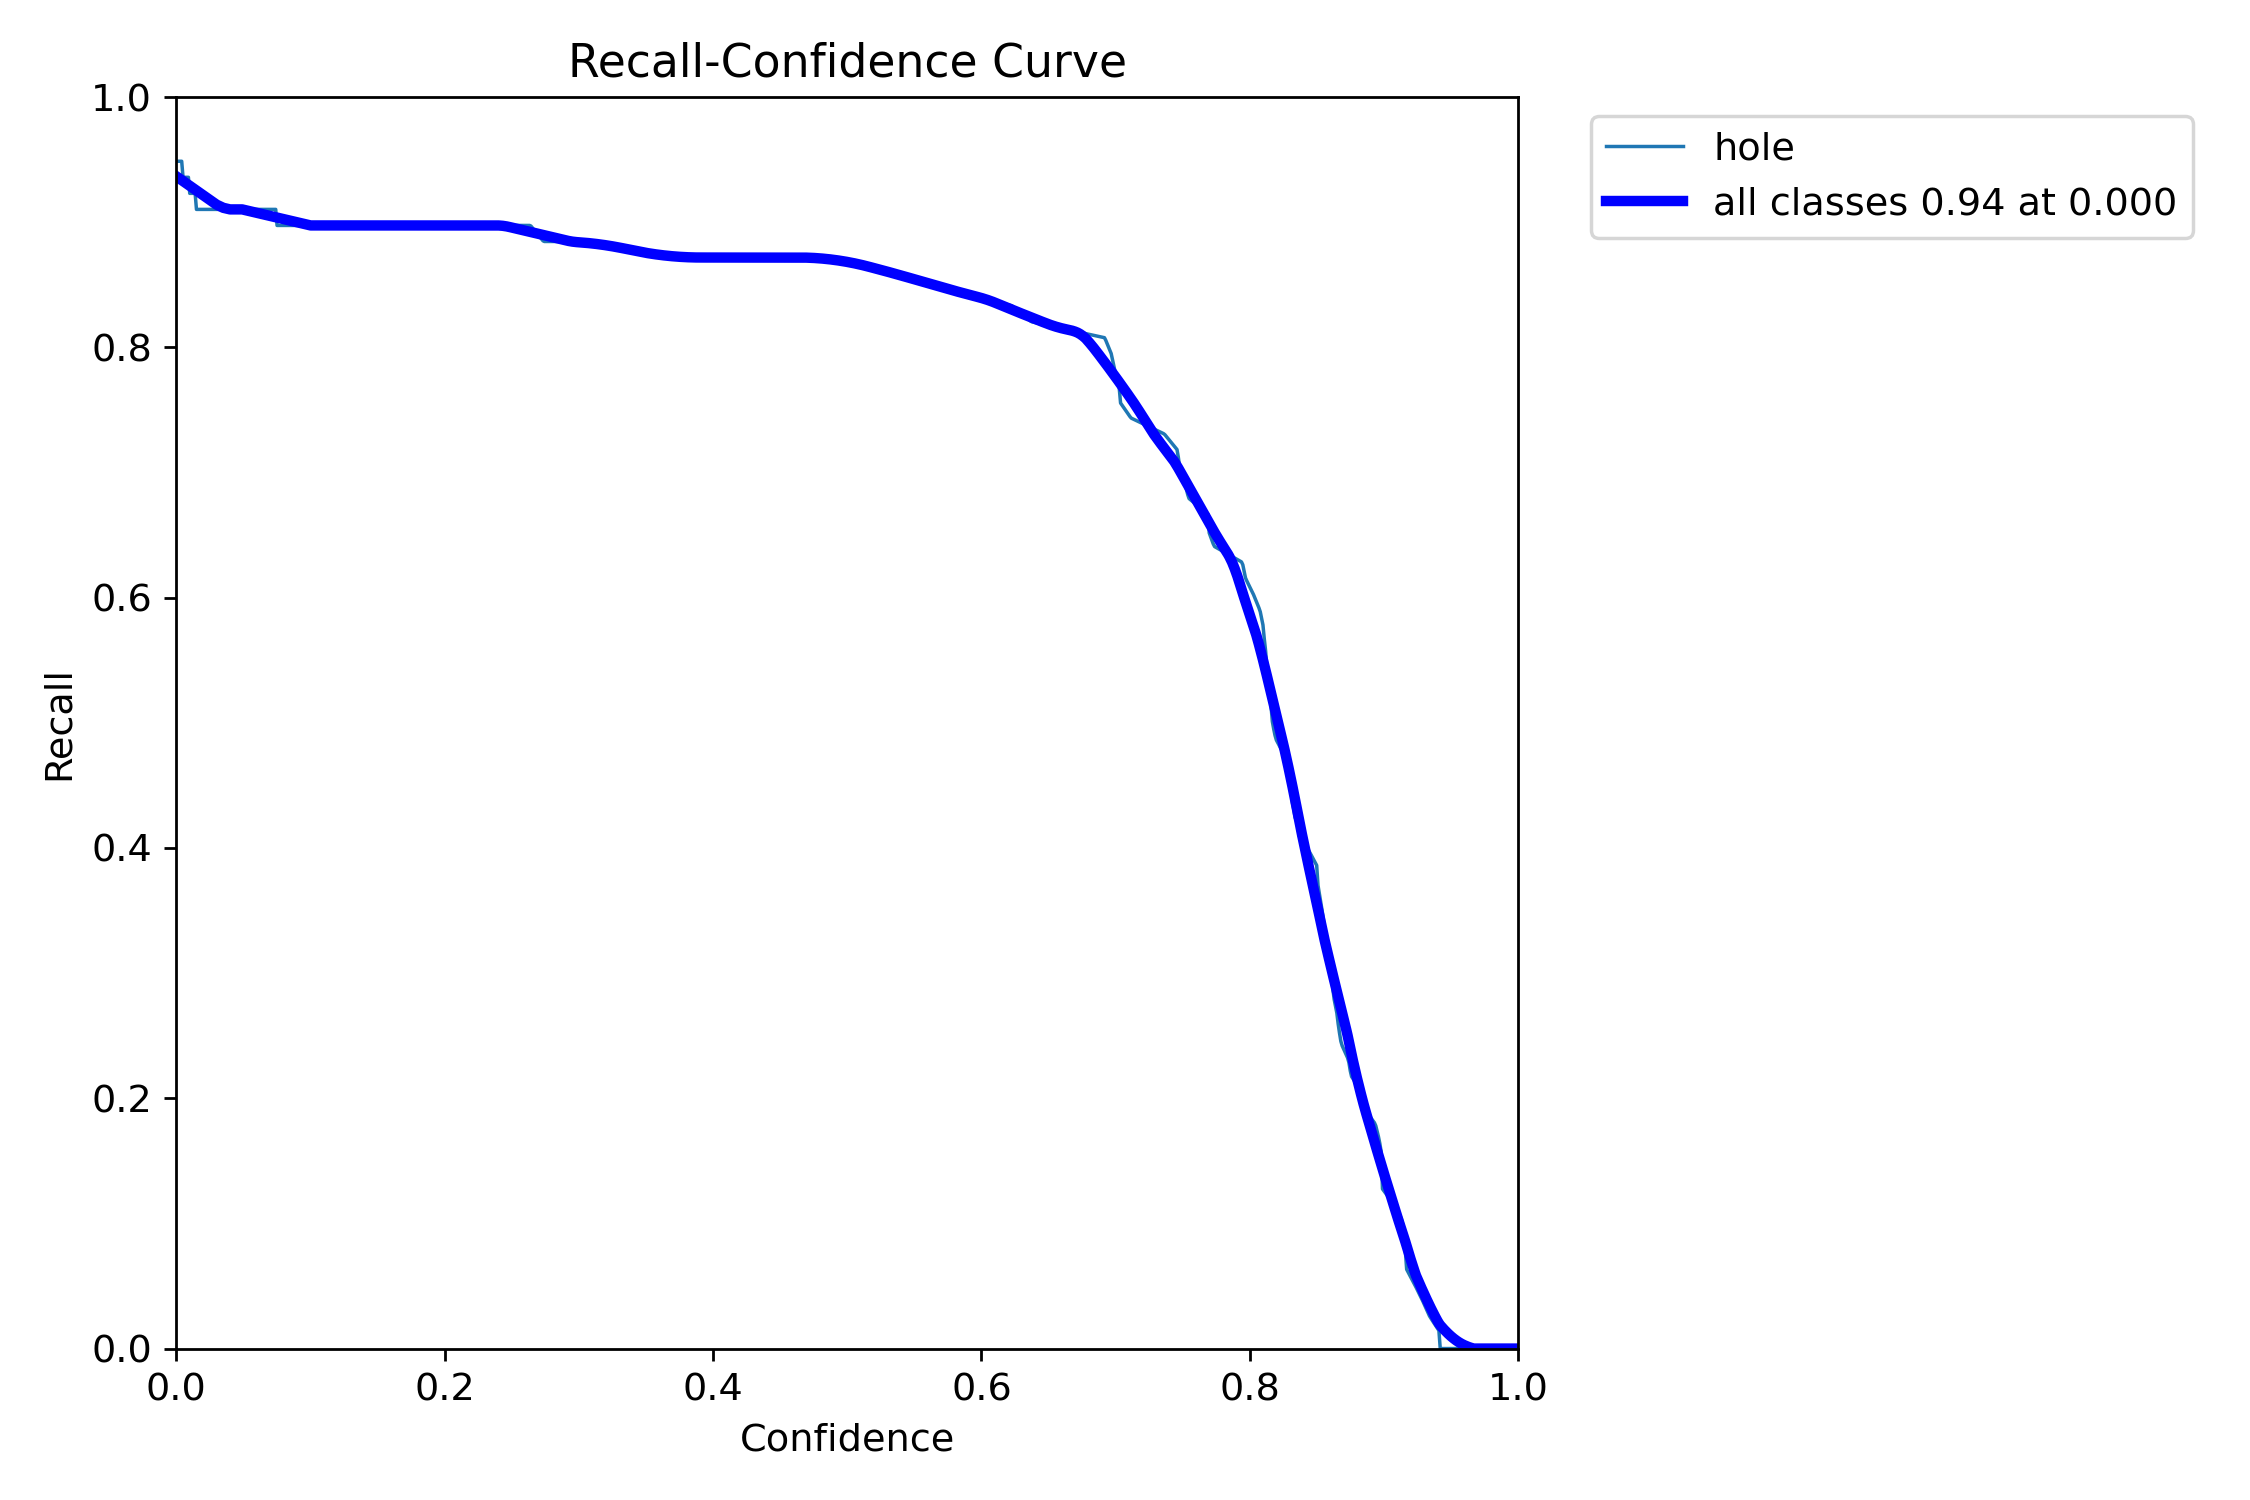 Recall-Confidence Curve
1.0
0.8
0.6
0.4
0.2
0.0
Recall
0.0 0.2 0.4 0.6 0.8 1.0
Confidence
hole
all classes 0.94 at 0.000